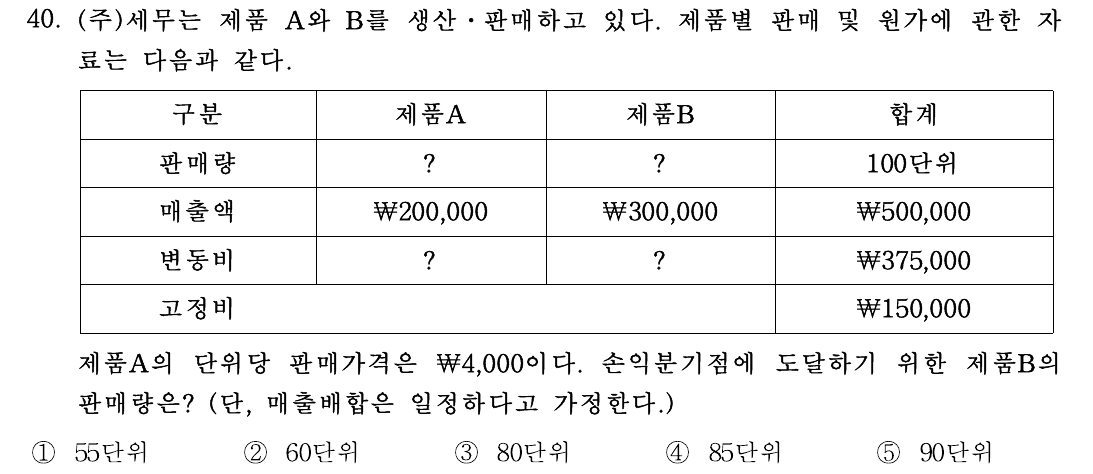 40. (주)세무는 제품 A와 B를 생산·판매하고 있다. 제품별 판매 및 원가에 관한 자
료는 다음과 같다.
구분 제품A 제품B 합계
판매량 ? ? 100단위
매출액 ₩200,000 ₩300,000 ₩500,000
변동비 ? ? ₩375,000
고정비 ₩150,000
제품A의 단위당 판매가격은 ₩4,000이다. 손익분기점에 도달하기 위한 제품B의
판매량은? (단, 매출배합은 일정하다고 가정한다.)
① 55단위 ② 60단위 ③ 80단위 ④ 85단위 ⑤ 90단위